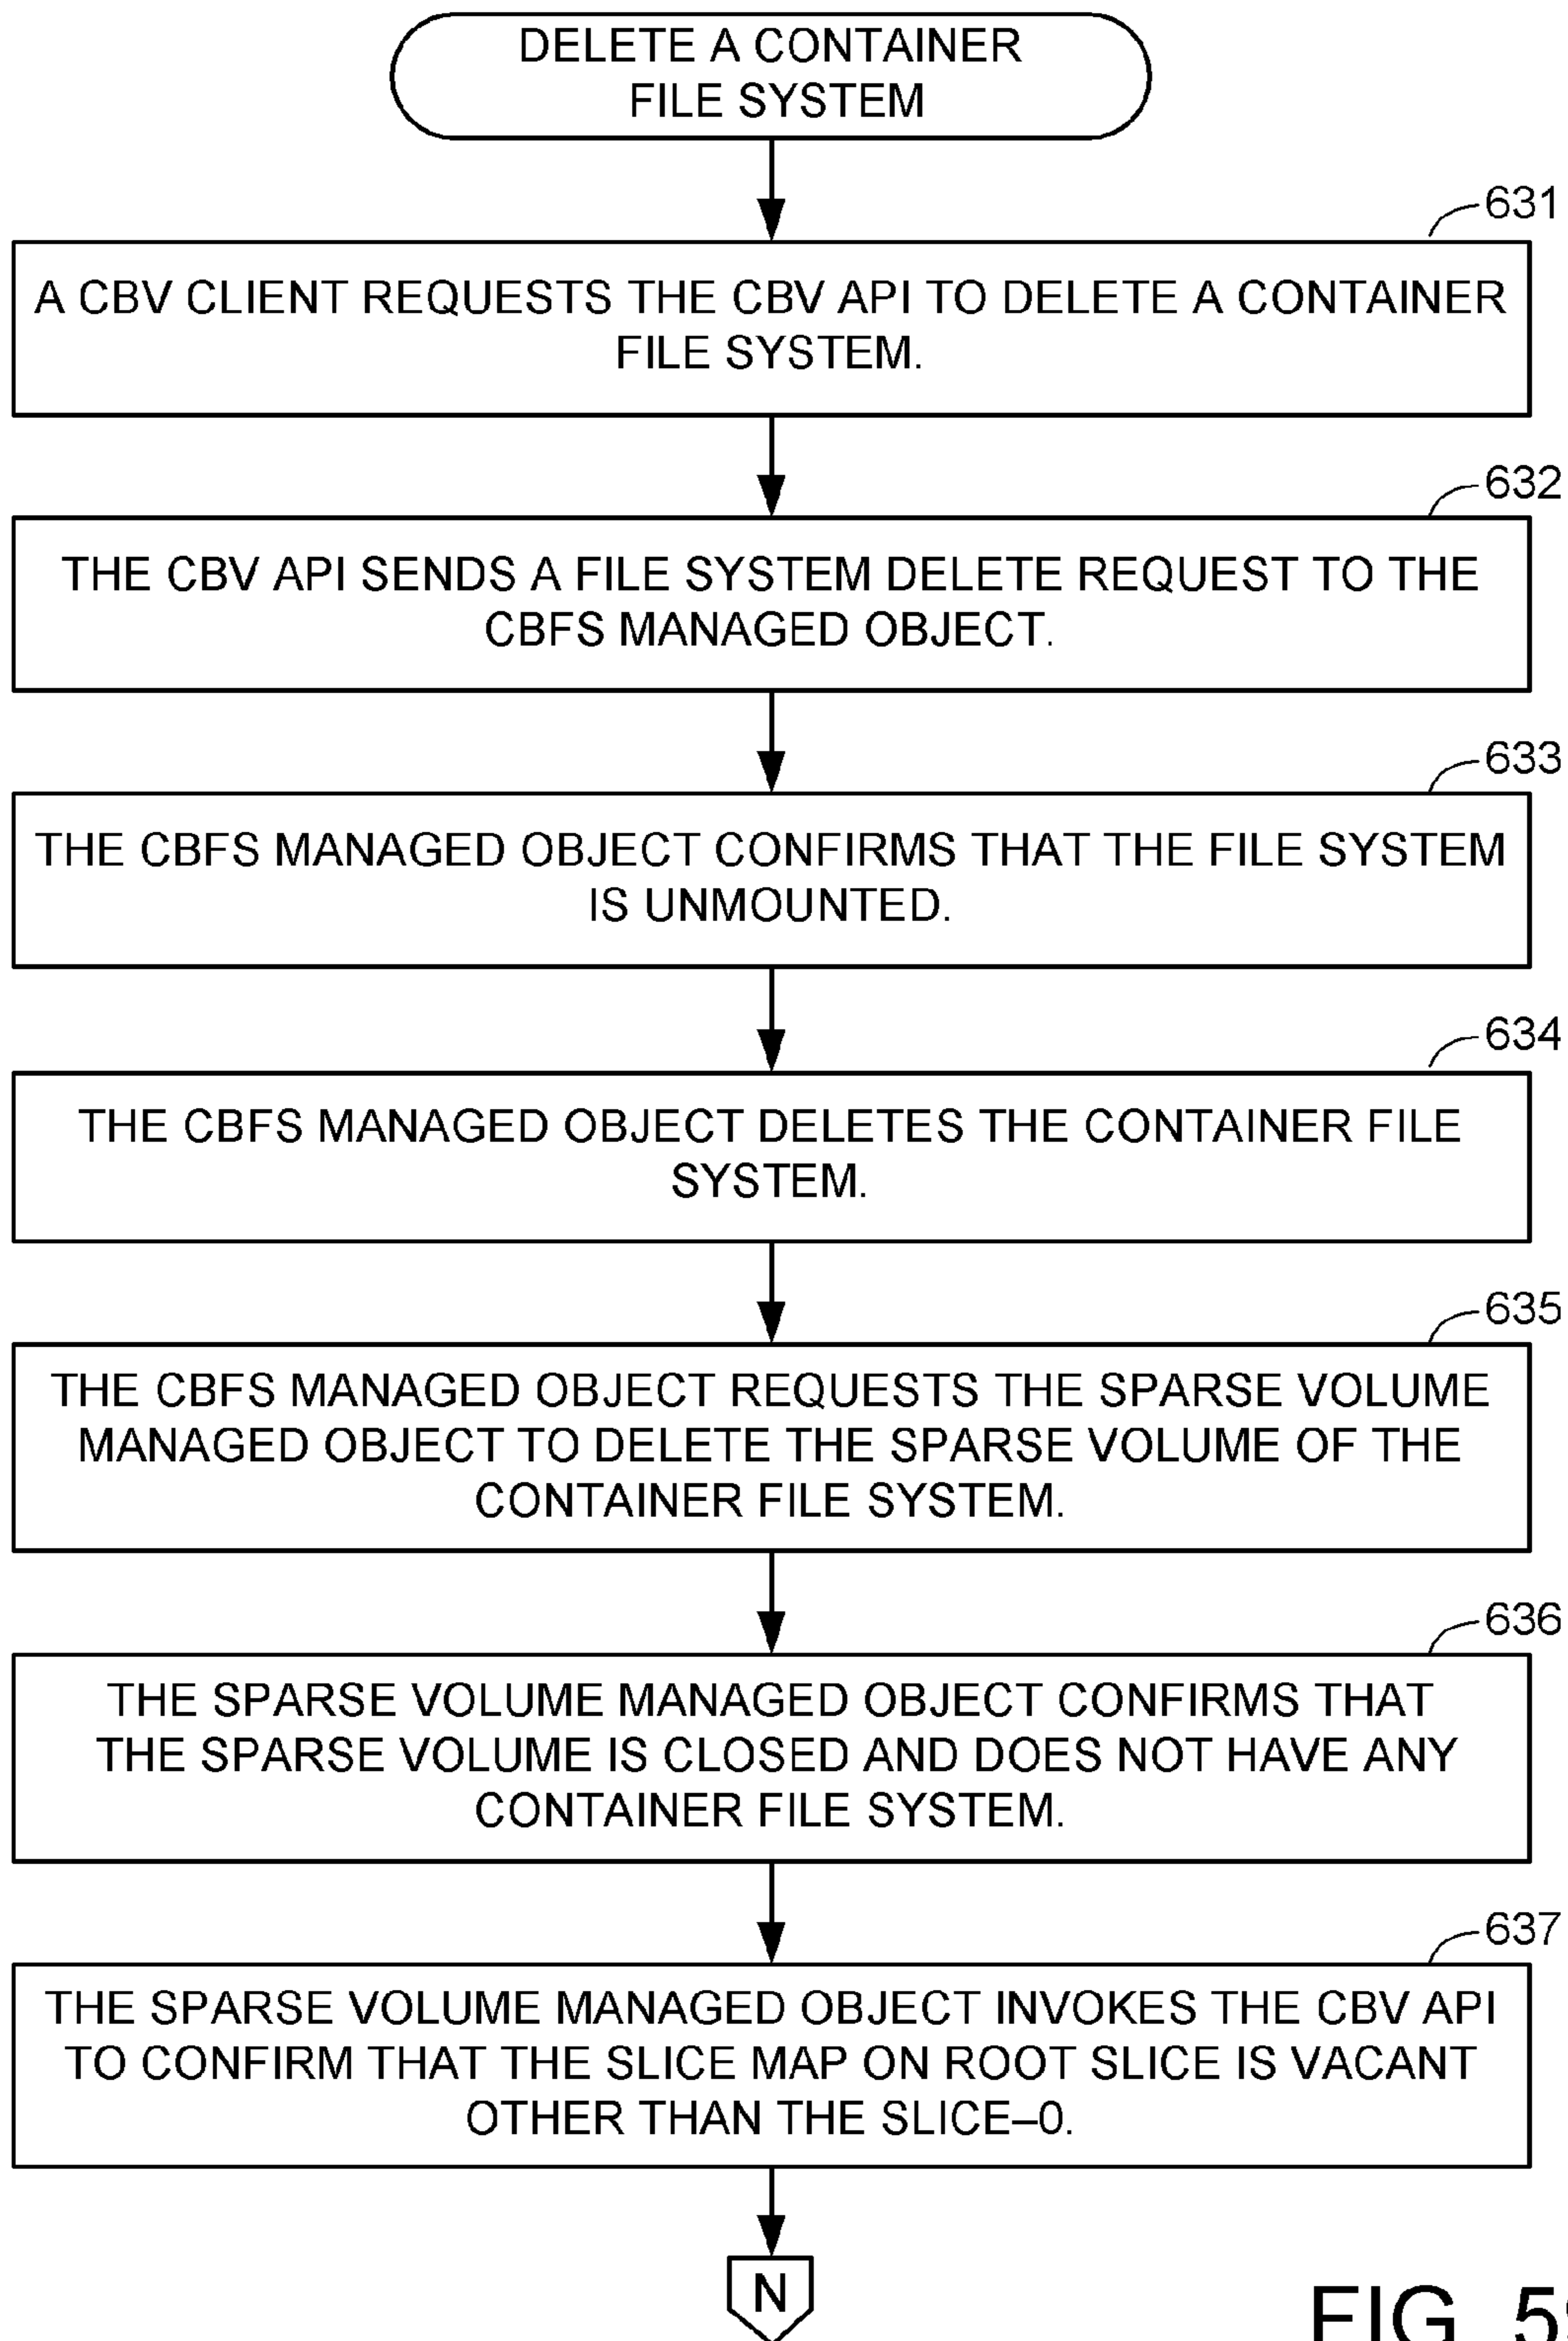 DELETE A CONTAINER
FILE SYSTEM
631
A CBV CLIENT REQUESTS THE CBV API TO DELETE A CONTAINER
FILE SYSTEM.
632
THE CBV API SENDS A FILE SYSTEM DELETE REQUEST TO THE
CBFS MANAGED OBJECT.
633
THE CBFS MANAGED OBJECT CONFIRMS THAT THE FILE SYSTEM
IS UNMOUNTED.
634
THE CBFS MANAGED OBJECT DELETES THE CONTAINER FILE
SYSTEM.
635
THE CBFS MANAGED OBJECT REQUESTS THE SPARSE VOLUME
MANAGED OBJECT TO DELETE THE SPARSE VOLUME OF THE
CONTAINER FILE SYSTEM.
636
THE SPARSE VOLUME MANAGED OBJECT CONFIRMS THAT
THE SPARSE VOLUME IS CLOSED AND DOES NOT HAVE ANY
CONTAINER FILE SYSTEM.
637
THE SPARSE VOLUME MANAGED OBJECT INVOKES THE CBV API
TO CONFIRM THAT THE SLICE MAP ON ROOT SLICE IS VACANT
OTHER THAN THE SLICE–0.
N
FIG.